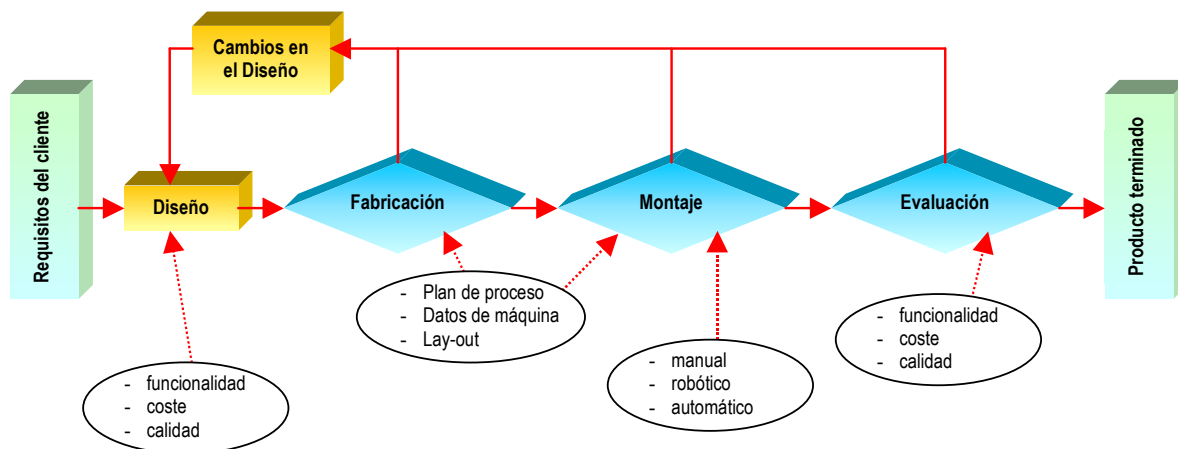 Cambios en
el Diseño
Requisitos del cliente
Diseño
Fabricación
Montaje
Evaluación
Producto terminado
- Plan de proceso
- Datos de máquina
- Lay-out
- funcionalidad
- coste
- calidad
- manual
- robótico
- automático
- funcionalidad
- coste
- calidad